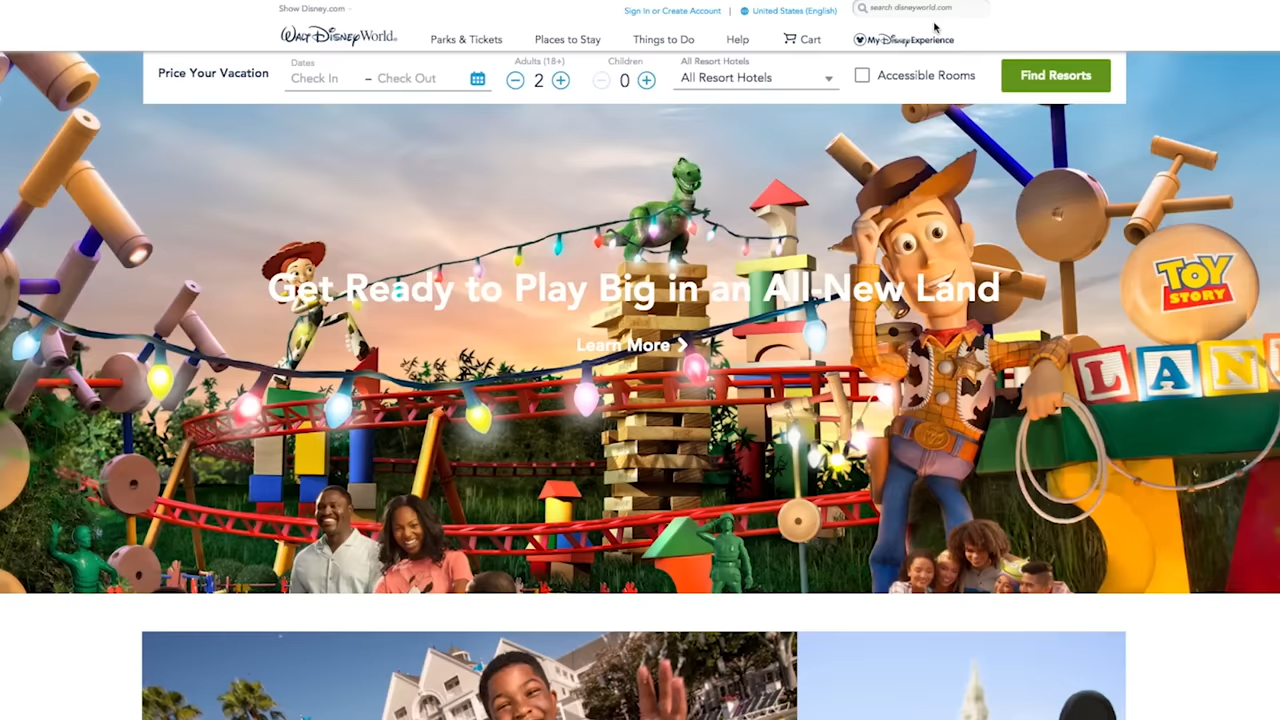 Show Disney.com
Sign In or Create Account | United States (English)
search disneyworld.com
Walt Disney World.
Parks & Tickets
Places to Stay
Things to Do
Help
Cart
My Disney Experience
Price Your Vacation
Dates
Check In – Check Out
Adults (18+)
2
Children
0
All Resort Hotels
All Resort Hotels
Accessible Rooms
Find Resorts
Get Ready to Play Big in an All-New Land
Learn More
TOY
STORY
LAN